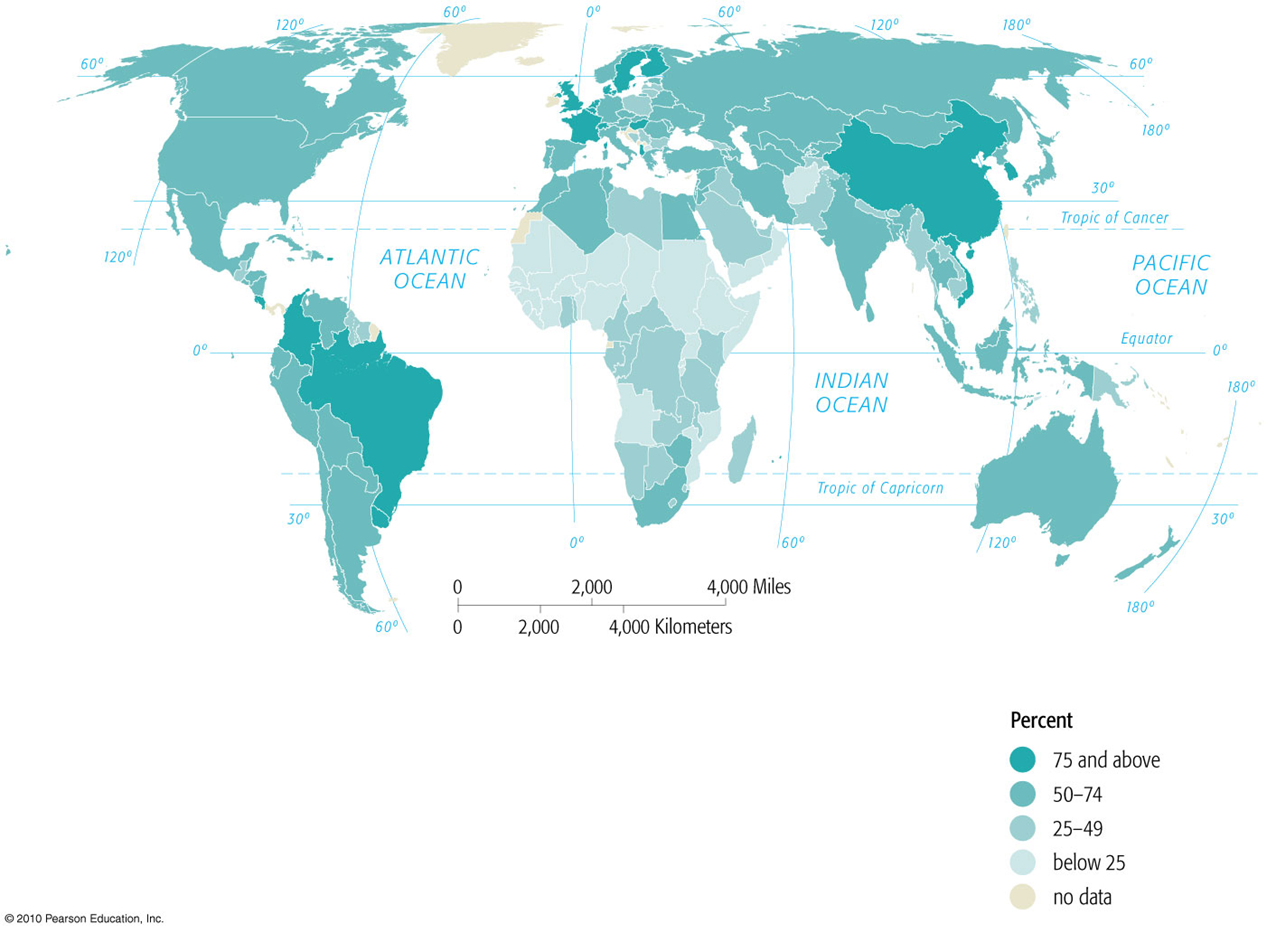 120º
60º
0º
60º
120º
180º
60º
60º
180º
30º
Tropic of Cancer
120º
ATLANTIC
OCEAN
PACIFIC
OCEAN
Equator
0º
0º
INDIAN
OCEAN
180º
Tropic of Capricorn
30º
30º
0º
60º
120º
180º
60º
0
2,000
4,000 Miles
0
2,000
4,000 Kilometers
Percent
75 and above
50–74
25–49
below 25
no data
© 2010 Pearson Education, Inc.